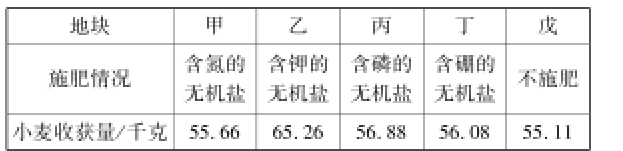 地块 甲 乙 丙 丁 戊
施肥情况 含氮的无机盐 含钾的无机盐 含磷的无机盐 含硼的无机盐 不施肥
小麦收获量/千克 55.66 65.26 56.88 56.08 55.11